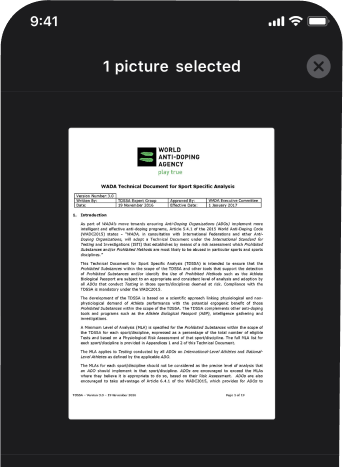 9:41
1 picture selected
WORLD
ANTI-DOPING
AGENCY
play true
WADA Technical Document for Sport Specific Analysis
Version Number 3.0
Written By: TDSSA Expert Group Approved By: WADA Executive Committee
Date: 19 November 2016 Effective Date: 1 January 2017
1. Introduction
As part of WADA's move towards ensuring Anti-Doping Organizations (ADOs) implement more
intelligent and effective anti-doping programs, Article 5.4.1 of the 2015 World Anti-Doping Code
(WADC2015) states – "WADA, in consultation with International Federations and other Anti-
Doping Organizations, will adopt a Technical Document under the International Standard for
Testing and Investigations (ISTI) that establishes by means of a risk assessment which Prohibited
Substances and/or Prohibited Methods are most likely to be abused in particular sports and sports
disciplines."
This Technical Document for Sport Specific Analysis (TDSSA) is intended to ensure that the
Prohibited Substances within the scope of the TDSSA and other tools that support the detection
of Prohibited Substances and/or identify the Use of Prohibited Methods such as the Athlete
Biological Passport are subject to an appropriate and consistent level of analysis and adoption by
all ADOs that conduct Testing in those sports/disciplines deemed at risk. Compliance with the
TDSSA is mandatory under the WADC2015.
The development of the TDSSA is based on a scientific approach linking physiological and non-
physiological demand of Athlete performance with the potential ergogenic benefit of those
Prohibited Substances within the scope of the TDSSA. The TDSSA complements other anti-doping
tools and programs such as the Athlete Biological Passport (ABP), intelligence gathering and
investigations.
A Minimum Level of Analysis (MLA) is specified for the Prohibited Substances within the scope of
the TDSSA for each sport/discipline, expressed as a percentage of the total number of eligible
Tests and based on a Physiological Risk Assessment of that sport/discipline. The full MLA list for
each sport/discipline is provided in Appendixes 1 and 2 of this Technical Document.
The MLA applies to Testing conducted by all ADOs on International-Level Athletes and National-
Level Athletes as defined by the applicable ADO.
The MLAs for each sport/discipline should not be considered as the precise level of analysis that
an ADO should implement in that sport/discipline. ADOs are encouraged to exceed the MLAs
where they believe it is appropriate to do so, based on their Risk Assessment. ADOs are also
encouraged to take advantage of Article 6.4.1 of the WADC2015, which provides for ADOs to
TDSSA – Version 3.0 – 19 November 2016 Page 1 of 19